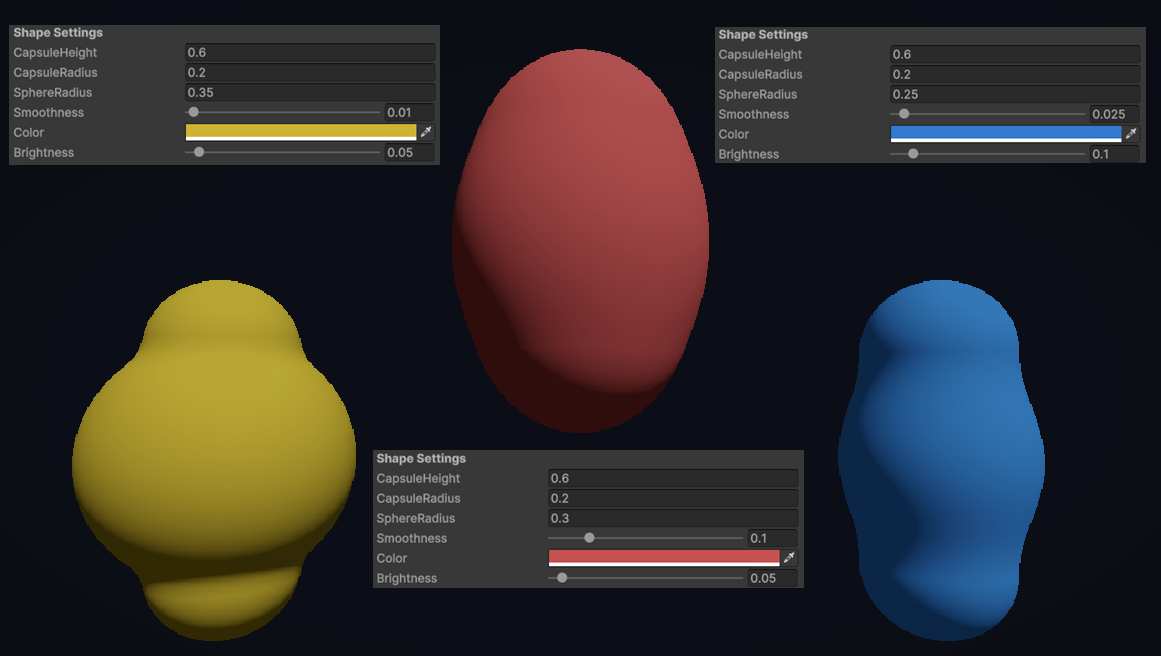 Shape Settings
CapsuleHeight 0.6
CapsuleRadius 0.2
SphereRadius 0.35
Smoothness 0.01
Color
Brightness 0.05
Shape Settings
CapsuleHeight 0.6
CapsuleRadius 0.2
SphereRadius 0.25
Smoothness 0.025
Color
Brightness 0.1
Shape Settings
CapsuleHeight 0.6
CapsuleRadius 0.2
SphereRadius 0.3
Smoothness 0.1
Color
Brightness 0.05